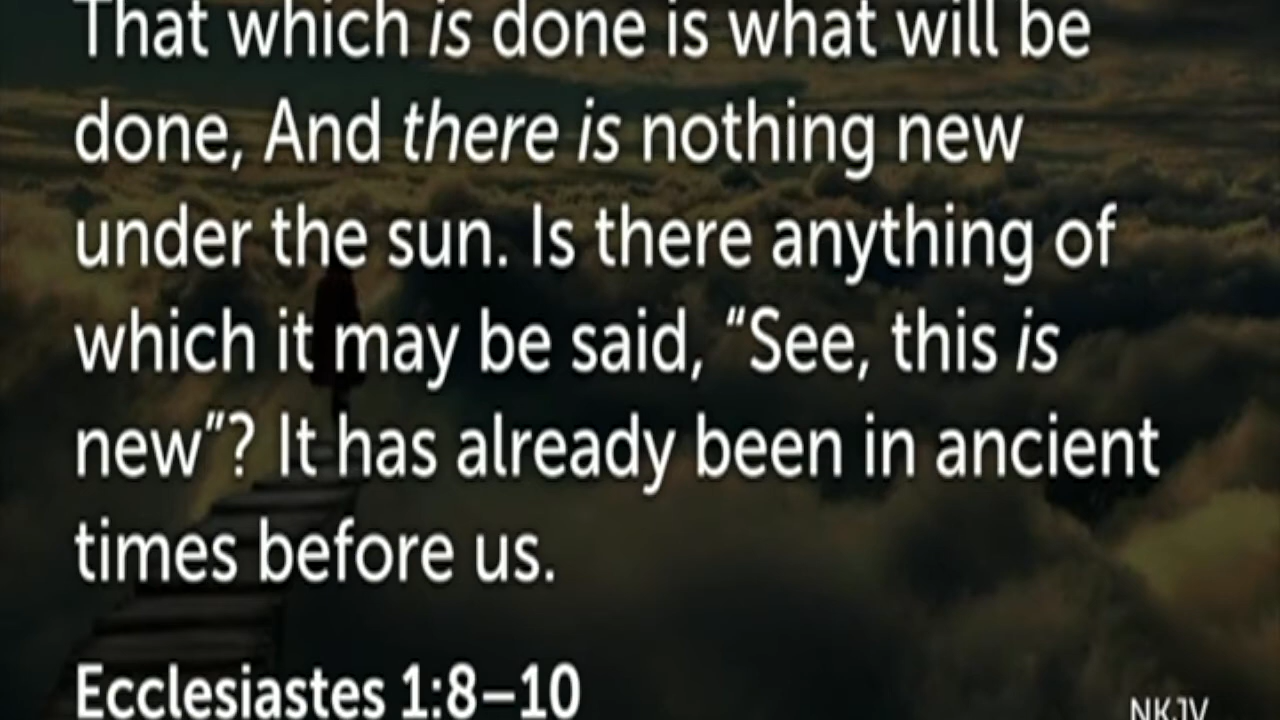 That which is done is what will be
done, And there is nothing new
under the sun. Is there anything of
which it may be said, “See, this is
new”? It has already been in ancient
times before us.
Ecclesiastes 1:8–10
NKJV